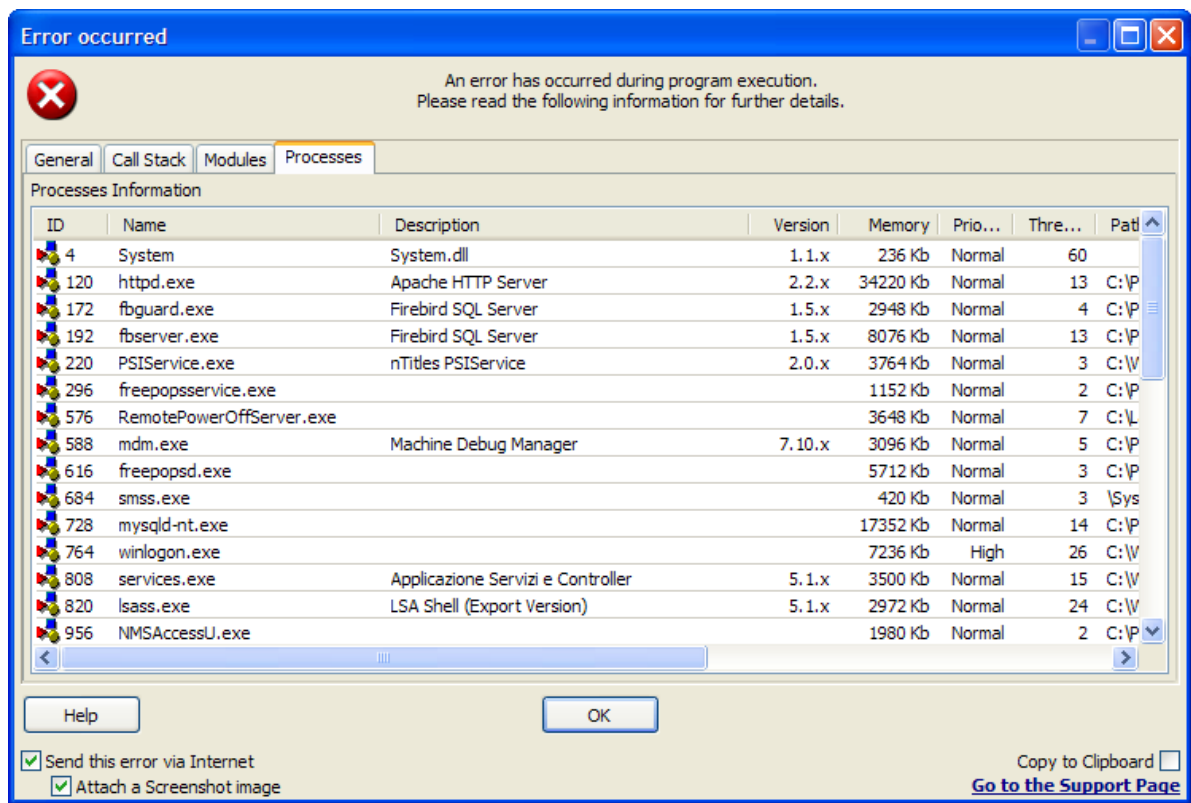 Error occurred
An error has occurred during program execution.
Please read the following information for further details.
General Call Stack Modules Processes
Processes Information
ID Name Description Version Memory Prio... Thre... Path
4 System System.dll 1.1.x 236 Kb Normal 60
120 httpd.exe Apache HTTP Server 2.2.x 34220 Kb Normal 13 C:\P
172 fbguard.exe Firebird SQL Server 1.5.x 2948 Kb Normal 4 C:\P
192 fbserver.exe Firebird SQL Server 1.5.x 8076 Kb Normal 13 C:\P
220 PSIService.exe nTitles PSIService 2.0.x 3764 Kb Normal 3 C:\W
296 freepopsservice.exe 1152 Kb Normal 2 C:\P
576 RemotePowerOffServer.exe 3648 Kb Normal 7 C:\L
588 mdm.exe Machine Debug Manager 7.10.x 3096 Kb Normal 5 C:\P
616 freepopsd.exe 5712 Kb Normal 3 C:\P
684 smss.exe 420 Kb Normal 3 \Sys
728 mysqld-nt.exe 17352 Kb Normal 14 C:\P
764 winlogon.exe 7236 Kb High 26 C:\W
808 services.exe Applicazione Servizi e Controller 5.1.x 3500 Kb Normal 15 C:\W
820 lsass.exe LSA Shell (Export Version) 5.1.x 2972 Kb Normal 24 C:\W
956 NMSAccessU.exe 1980 Kb Normal 2 C:\P
Help OK
Send this error via Internet Copy to Clipboard
Attach a Screenshot image Go to the Support Page